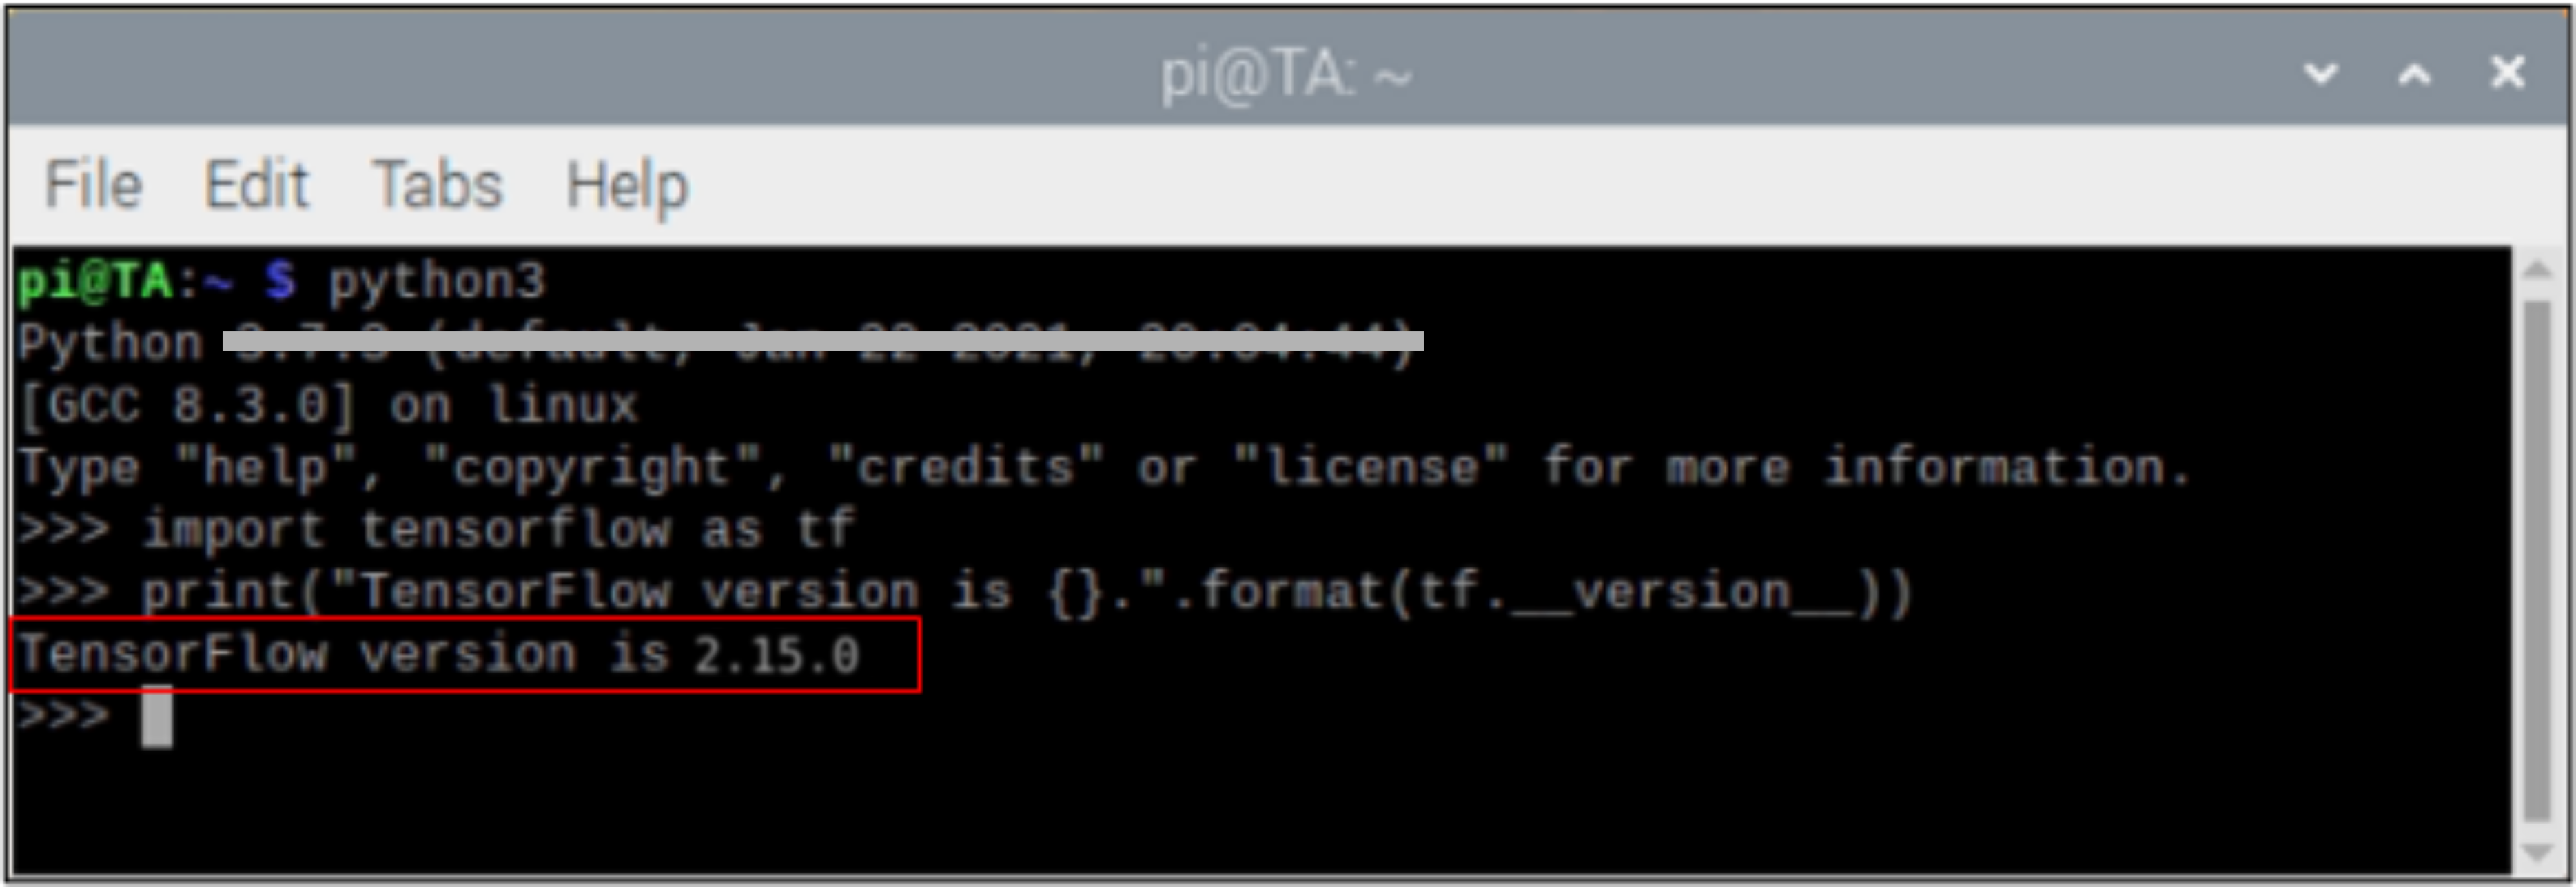 pi@TA: ~
File Edit Tabs Help
pi@TA:~ $ python3
Python
[GCC 8.3.0] on linux
Type "help", "copyright", "credits" or "license" for more information.
>>> import tensorflow as tf
>>> print("TensorFlow version is {}.".format(tf.__version__))
TensorFlow version is 2.15.0
>>>